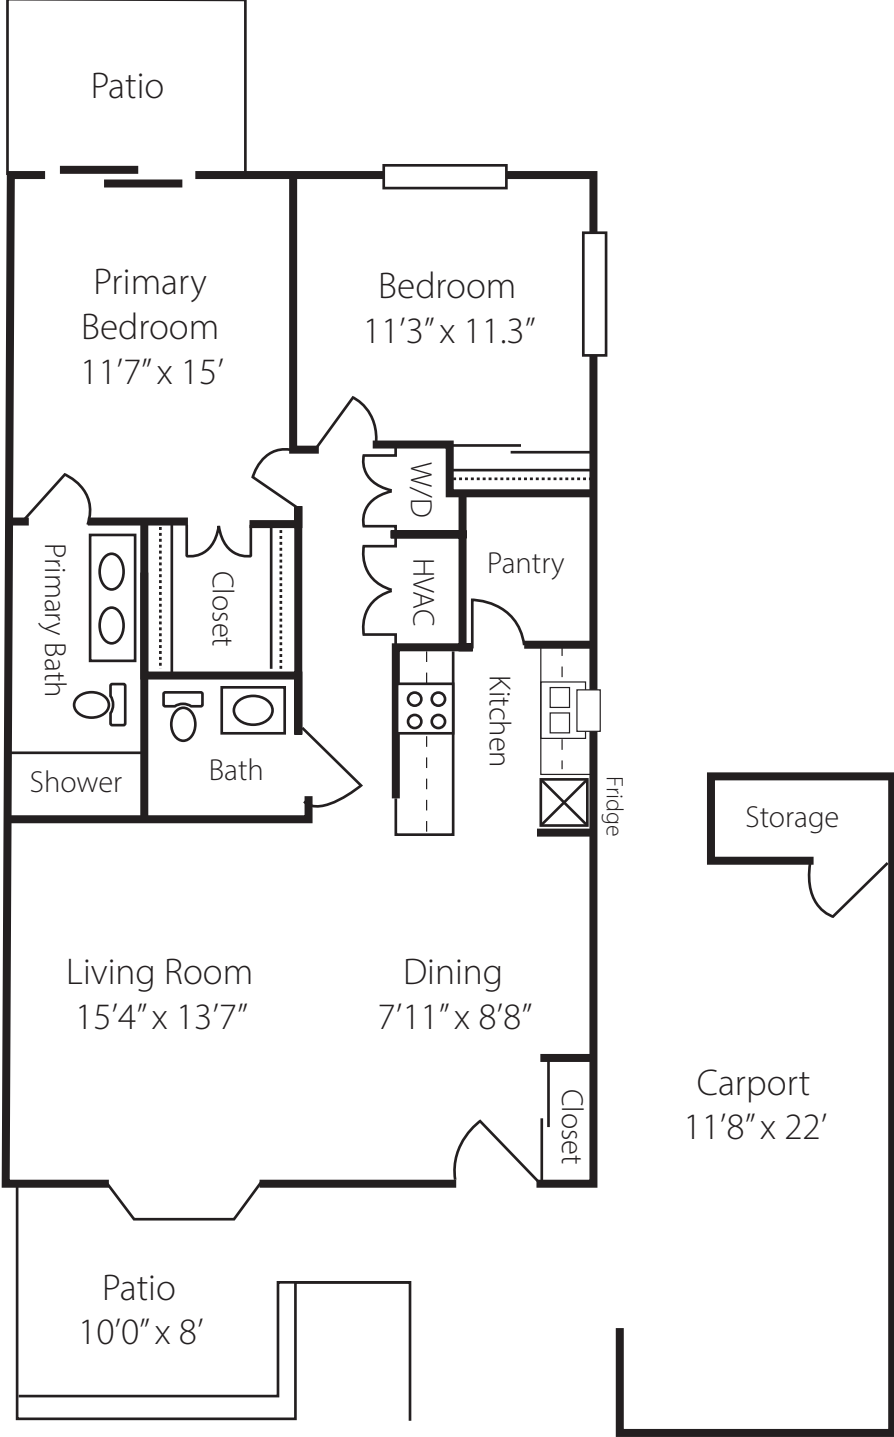 Patio
Primary
Bedroom
11’7” x 15’
Bedroom
11’3” x 11.3”
W/D
Pantry
HVAC
Primary Bath
Closet
Kitchen
Shower
Bath
Fridge
Storage
Living Room
15’4” x 13’7”
Dining
7’11” x 8’8”
Carport
11’8” x 22’
Closet
Patio
10’0” x 8’